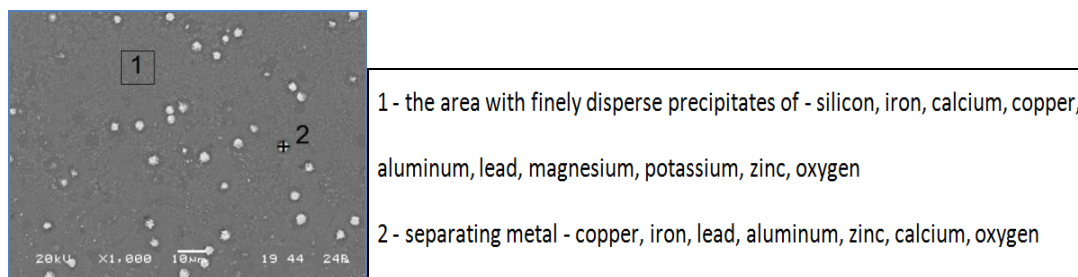 1
2
20kU X1,000 10μm 19 44 24B
1 - the area with finely disperse precipitates of - silicon, iron, calcium, copper,
aluminum, lead, magnesium, potassium, zinc, oxygen
2 - separating metal - copper, iron, lead, aluminum, zinc, calcium, oxygen